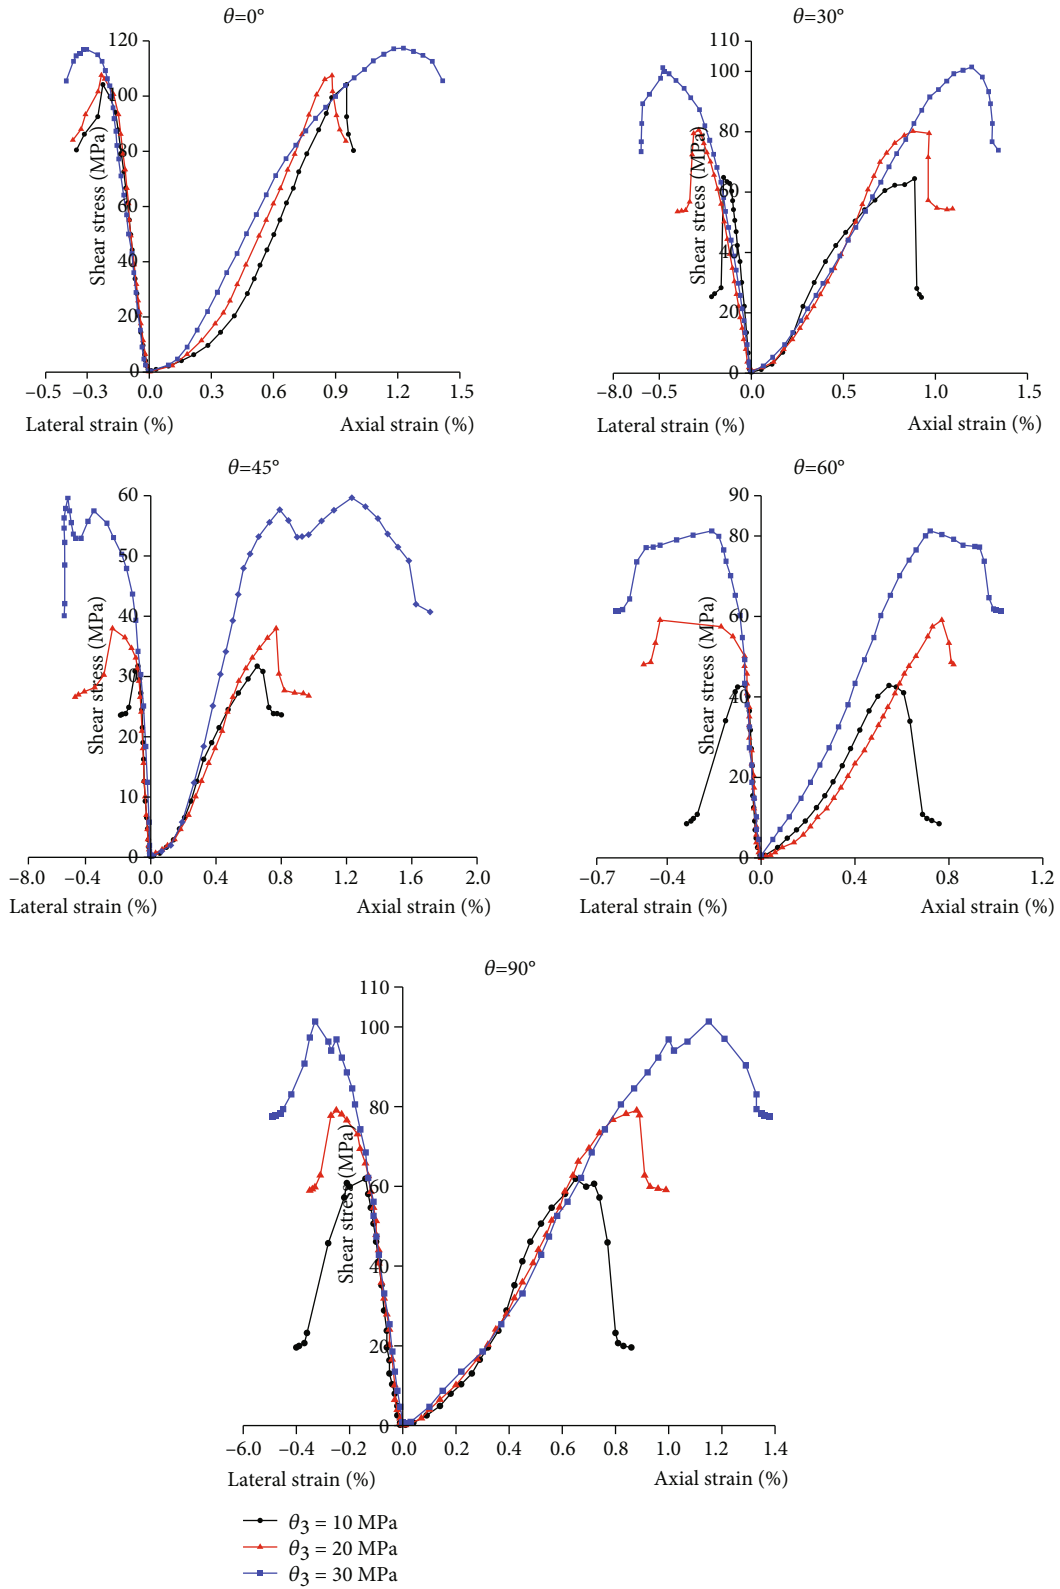 θ=0°
120
100
80
60
40
20
0
Shear stress (MPa)
−0.5 −0.3 0.0 0.3 0.6 0.9 1.2 1.5
Lateral strain (%) Axial strain (%)
θ=30°
110
100
80
60
40
20
0
Shear stress (MPa)
−8.0 −0.5 0.0 0.5 1.0 1.5
Lateral strain (%) Axial strain (%)
θ=45°
60
50
40
30
20
10
0
Shear stress (MPa)
−8.0 −0.4 0.0 0.4 0.8 1.2 1.6 2.0
Lateral strain (%) Axial strain (%)
θ=60°
90
80
60
40
20
0
Shear stress (MPa)
−0.7 −0.4 0.0 0.4 0.8 1.2
Lateral strain (%) Axial strain (%)
θ=90°
110
100
80
60
40
20
0
Shear stress (MPa)
−6.0 −0.4 −0.2 0.0 0.2 0.4 0.6 0.8 1.0 1.2 1.4
Lateral strain (%) Axial strain (%)
θ3 = 10 MPa
θ3 = 20 MPa
θ3 = 30 MPa